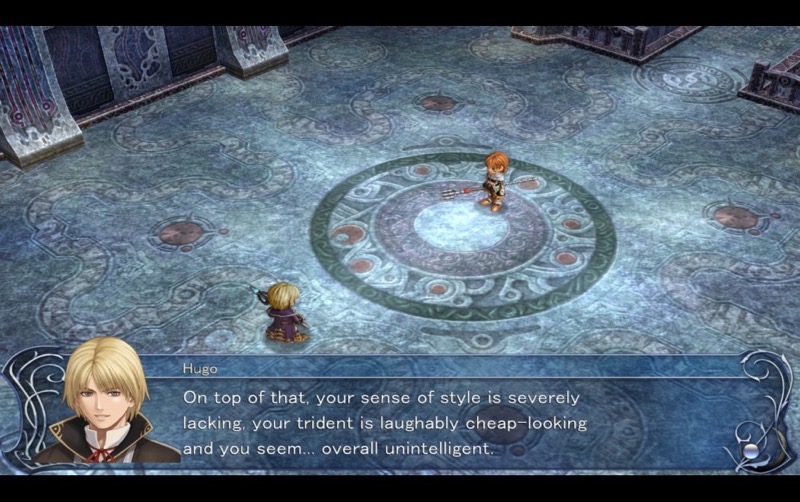 Hugo
On top of that, your sense of style is severely
lacking, your trident is laughably cheap-looking
and you seem... overall unintelligent.